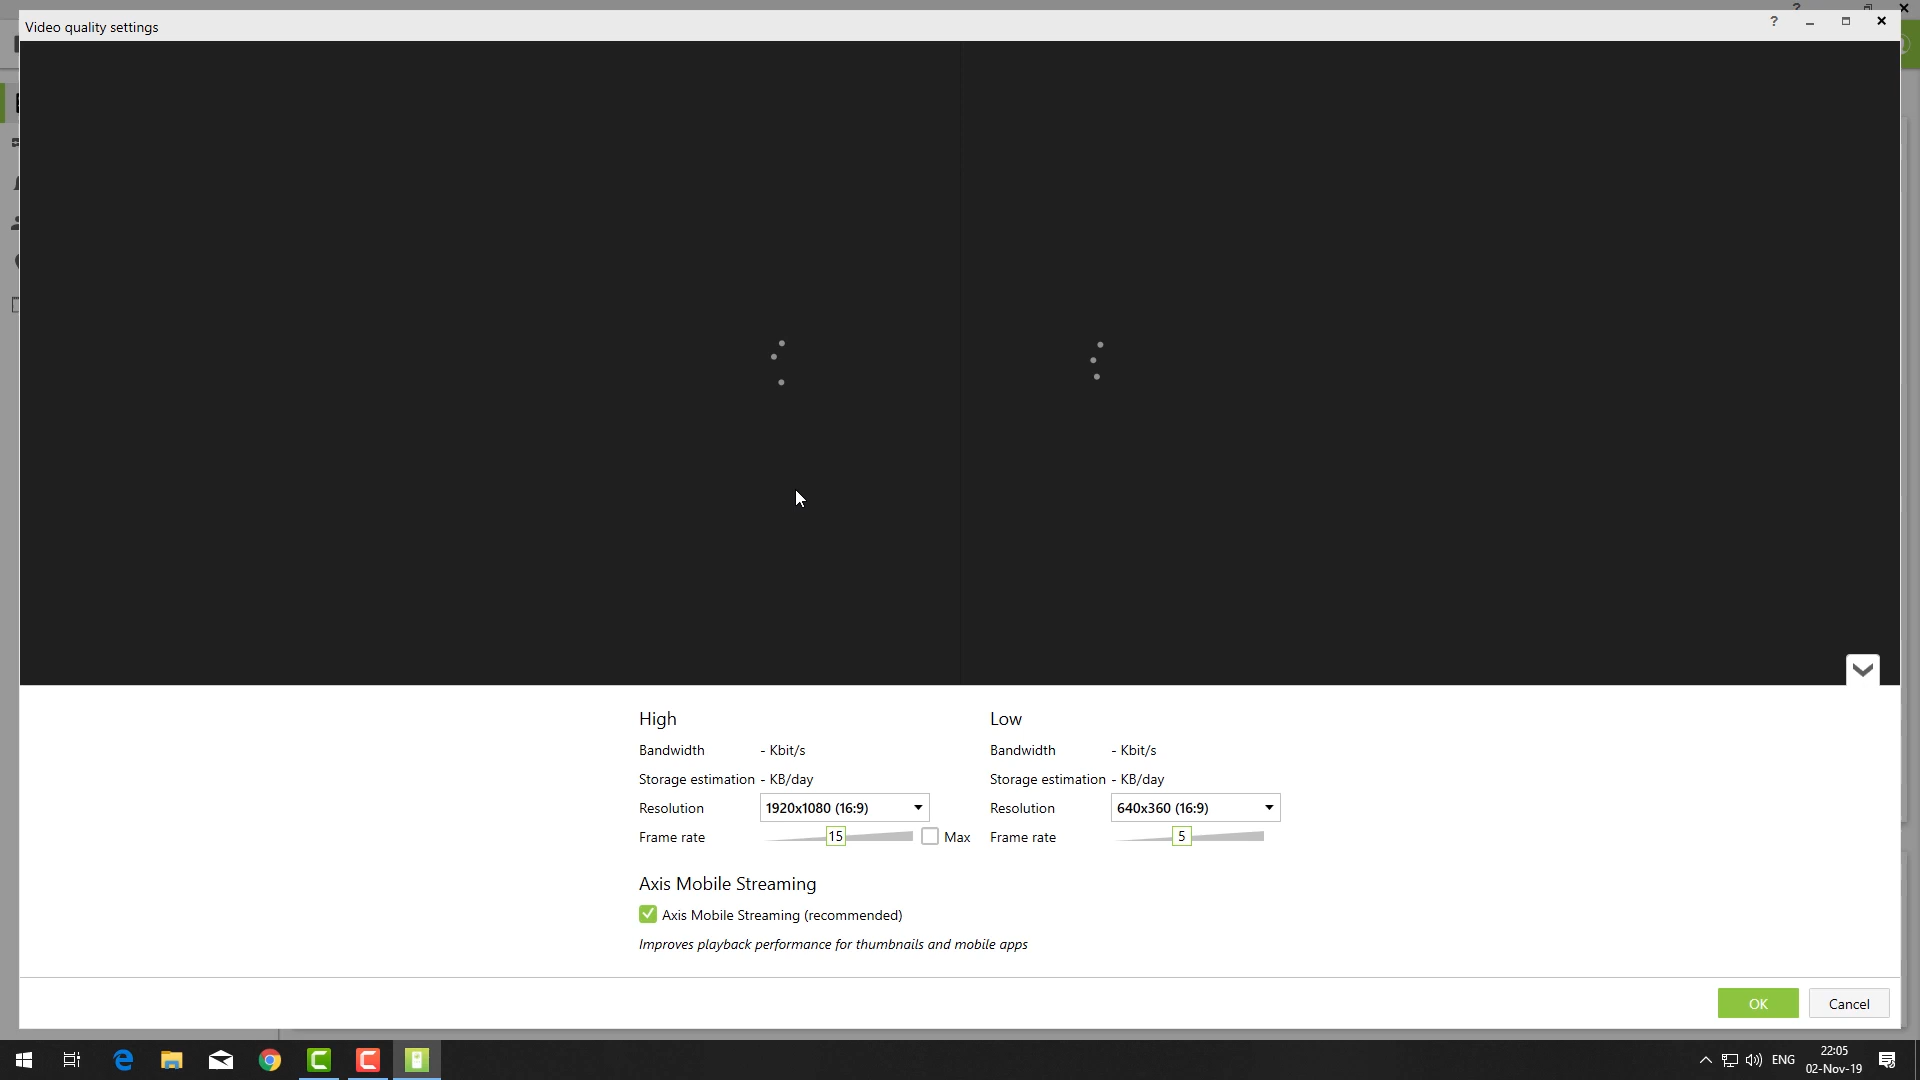 Video quality settings
?
High
Low
Bandwidth - Kbit/s
Bandwidth - Kbit/s
Storage estimation - KB/day
Storage estimation - KB/day
Resolution 1920x1080 (16:9)
Resolution 640x360 (16:9)
Frame rate 15 Max
Frame rate 5
Axis Mobile Streaming
Axis Mobile Streaming (recommended)
Improves playback performance for thumbnails and mobile apps
OK
Cancel
ENG
22:05
02-Nov-19